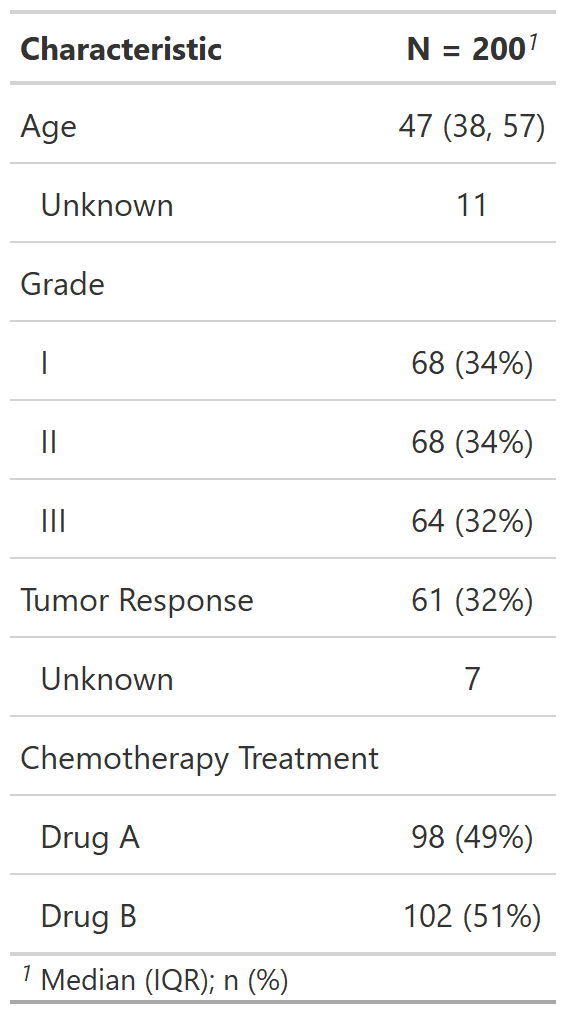 Characteristic N = 200¹
Age 47 (38, 57)
Unknown 11
Grade
I 68 (34%)
II 68 (34%)
III 64 (32%)
Tumor Response 61 (32%)
Unknown 7
Chemotherapy Treatment
Drug A 98 (49%)
Drug B 102 (51%)
¹ Median (IQR); n (%)